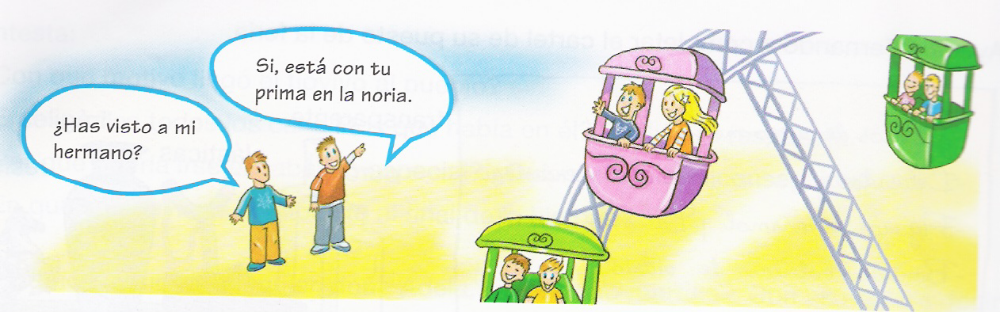 ¿Has visto a mi
hermano?
Si, está con tu
prima en la noria.